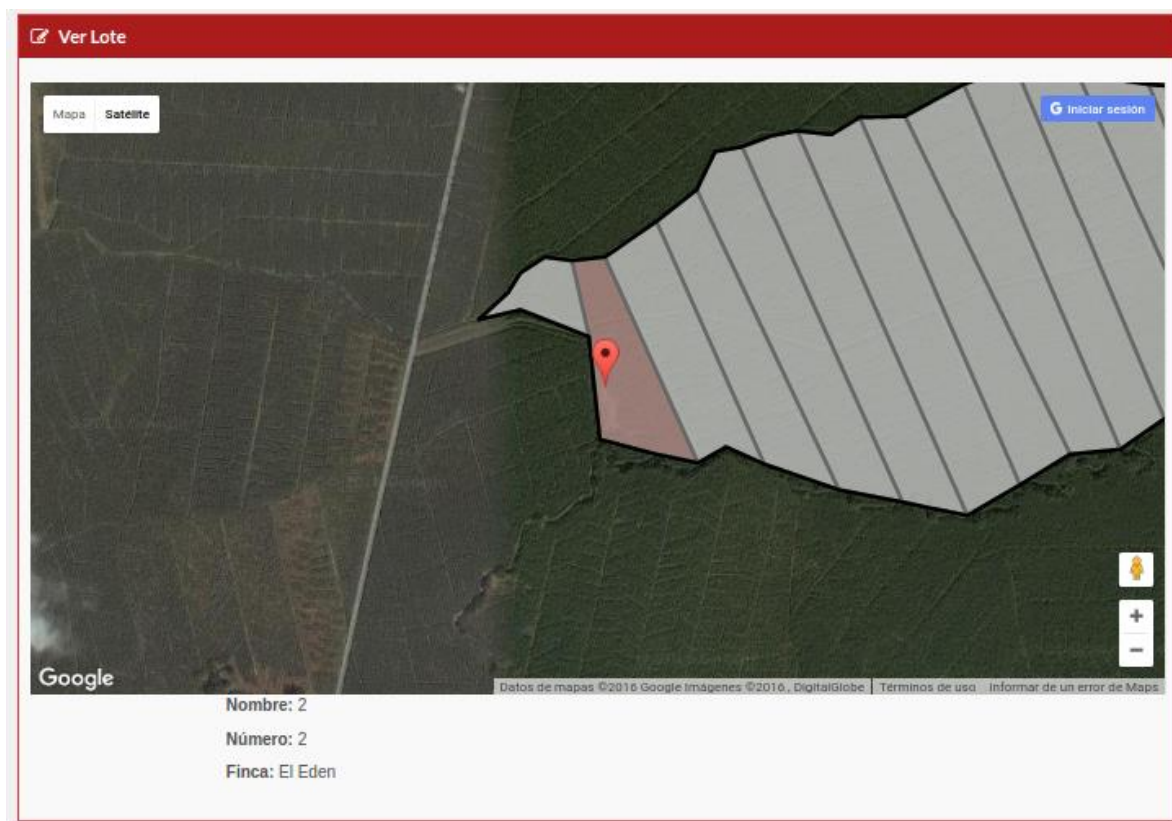 Ver Lote
Mapa Satélite
G Iniciar sesión
+
−
Google
Datos de mapas ©2016 Google Imágenes ©2016 , DigitalGlobe Términos de uso Informar de un error de Maps
Nombre: 2
Número: 2
Finca: El Eden